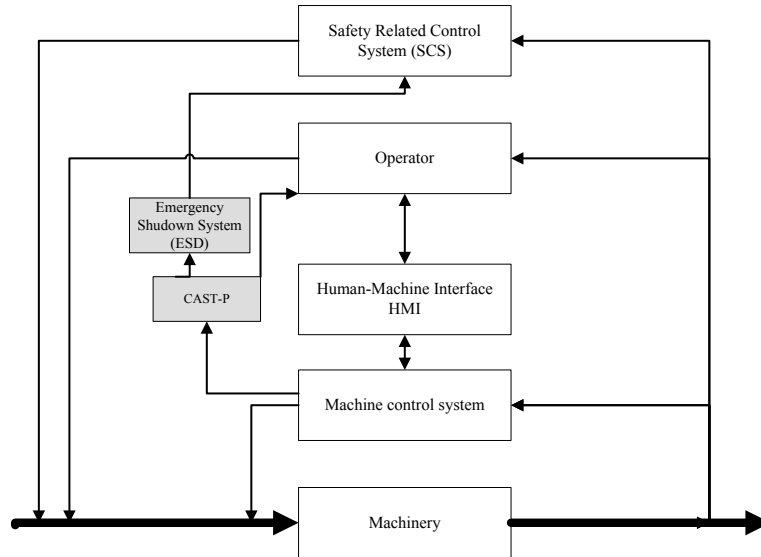 Safety Related Control
System (SCS)
Operator
Emergency
Shudown System
(ESD)
CAST-P
Human-Machine Interface
HMI
Machine control system
Machinery